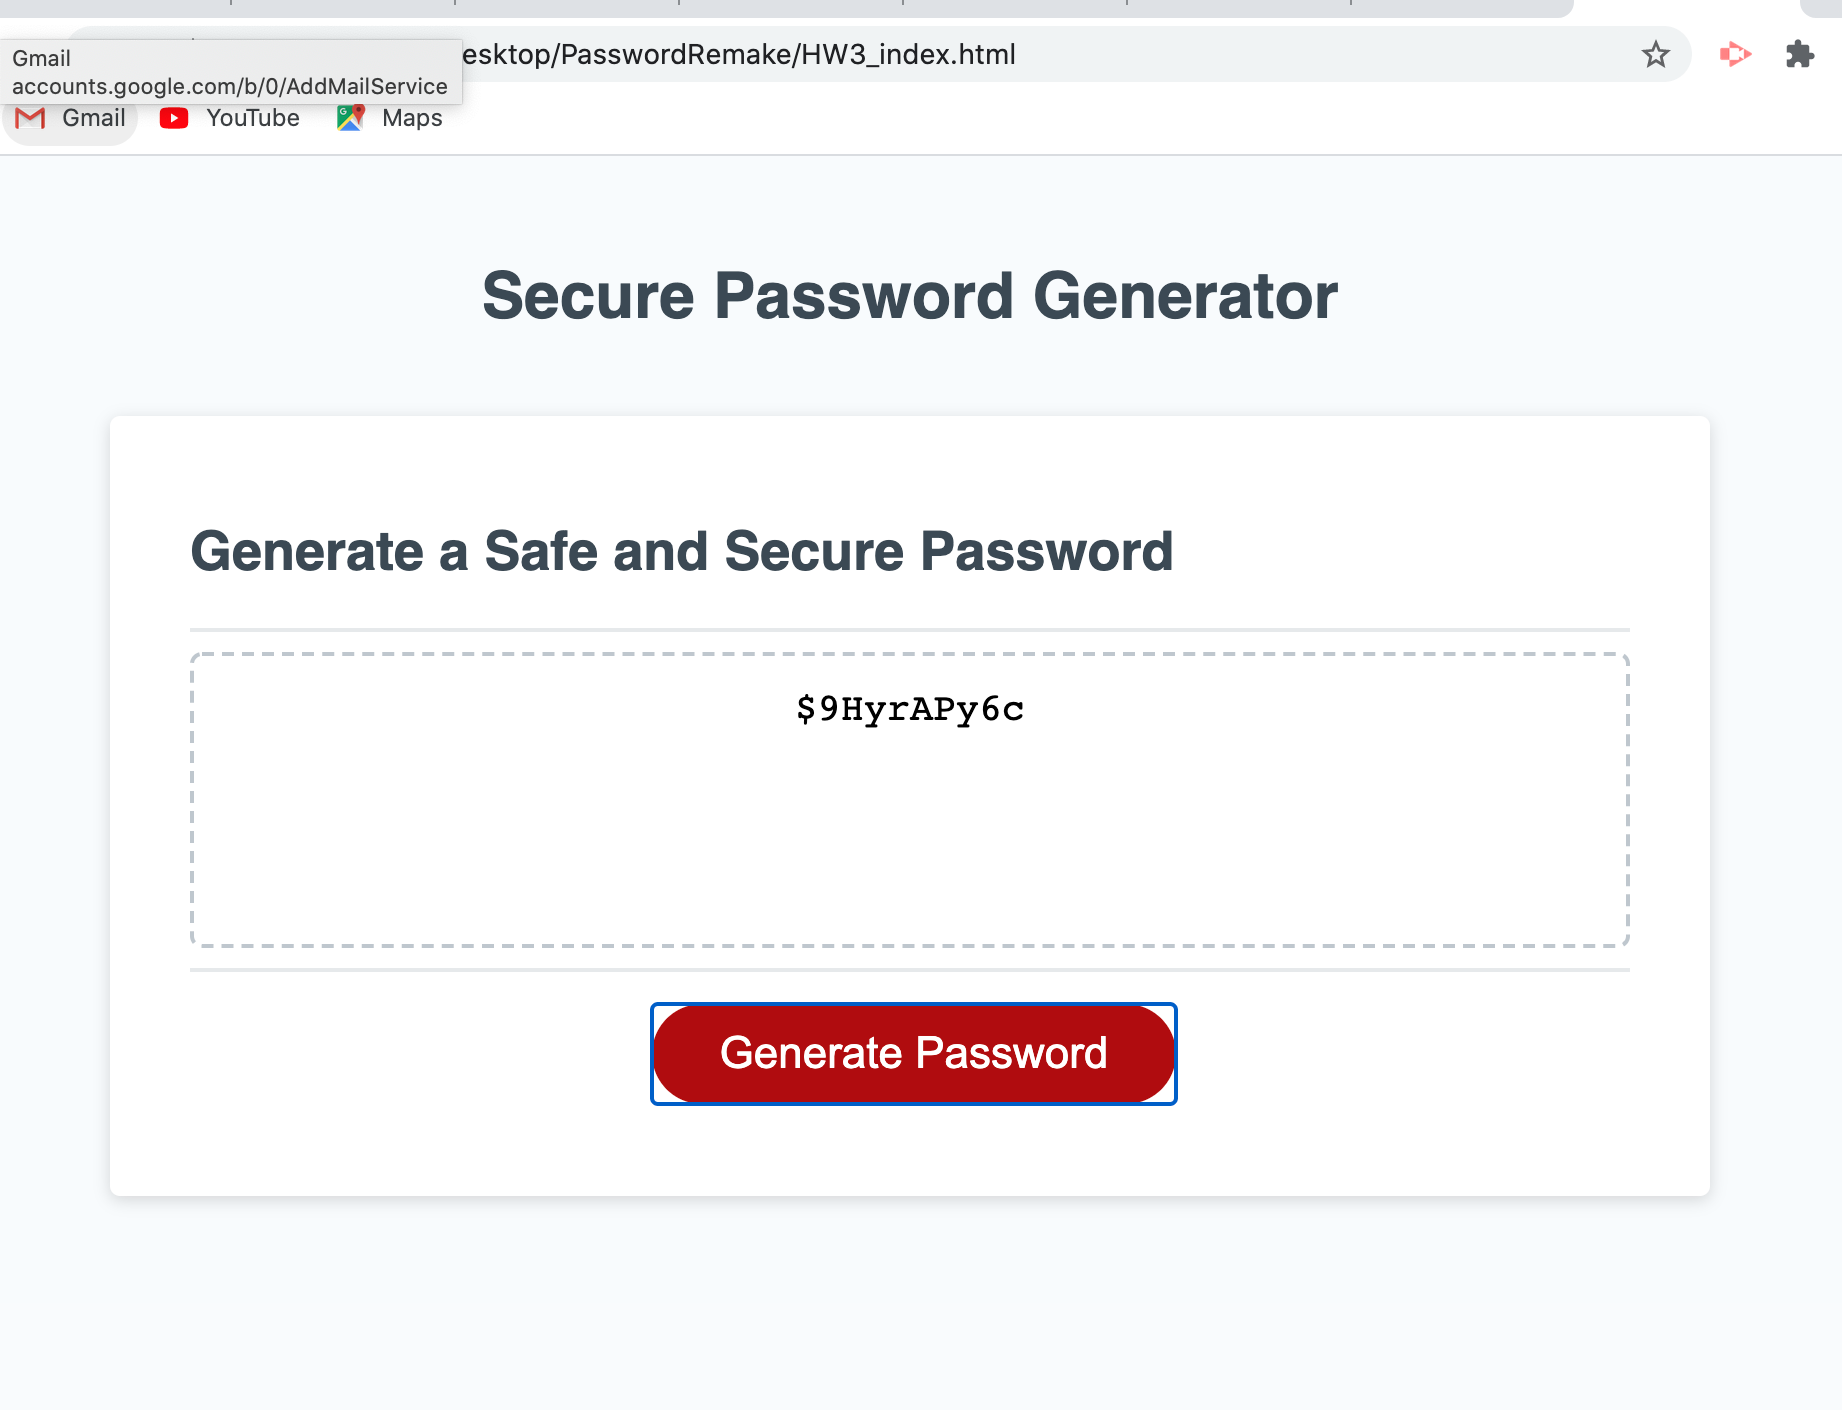 esktop/PasswordRemake/HW3_index.html
Gmail
accounts.google.com/b/0/AddMailService
Gmail
YouTube
Maps
Secure Password Generator
Generate a Safe and Secure Password
$9HyrAPy6c
Generate Password